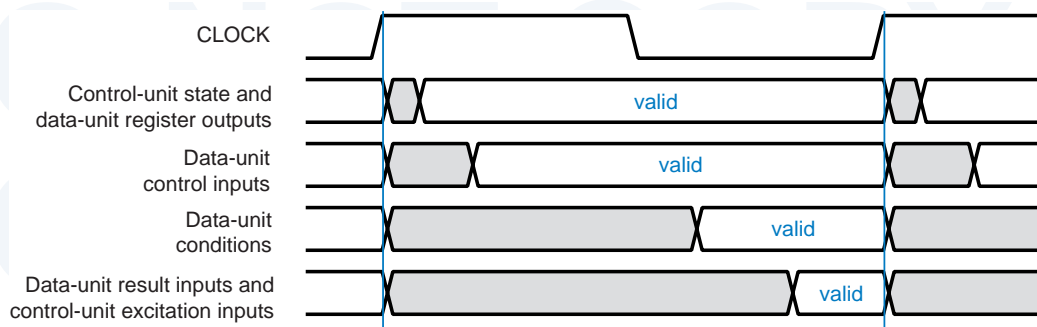 CLOCK
Control-unit state and
data-unit register outputs
valid
Data-unit
control inputs
valid
Data-unit
conditions
valid
Data-unit result inputs and
control-unit excitation inputs
valid